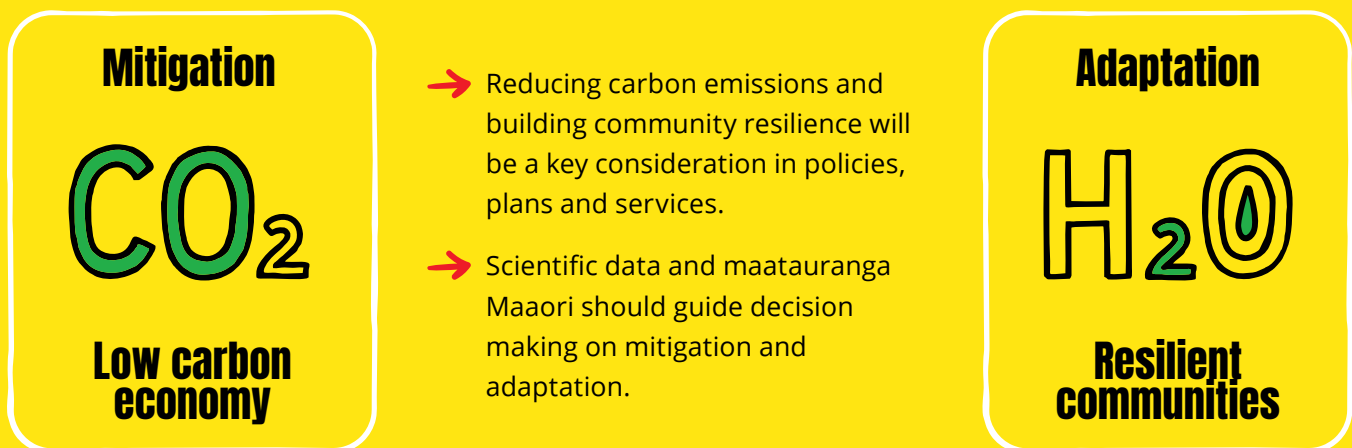 Mitigation
CO₂
Low carbon
economy
Reducing carbon emissions and
building community resilience will
be a key consideration in policies,
plans and services.
Scientific data and maatauranga
Maaori should guide decision
making on mitigation and
adaptation.
Adaptation
H₂O
Resilient
communities